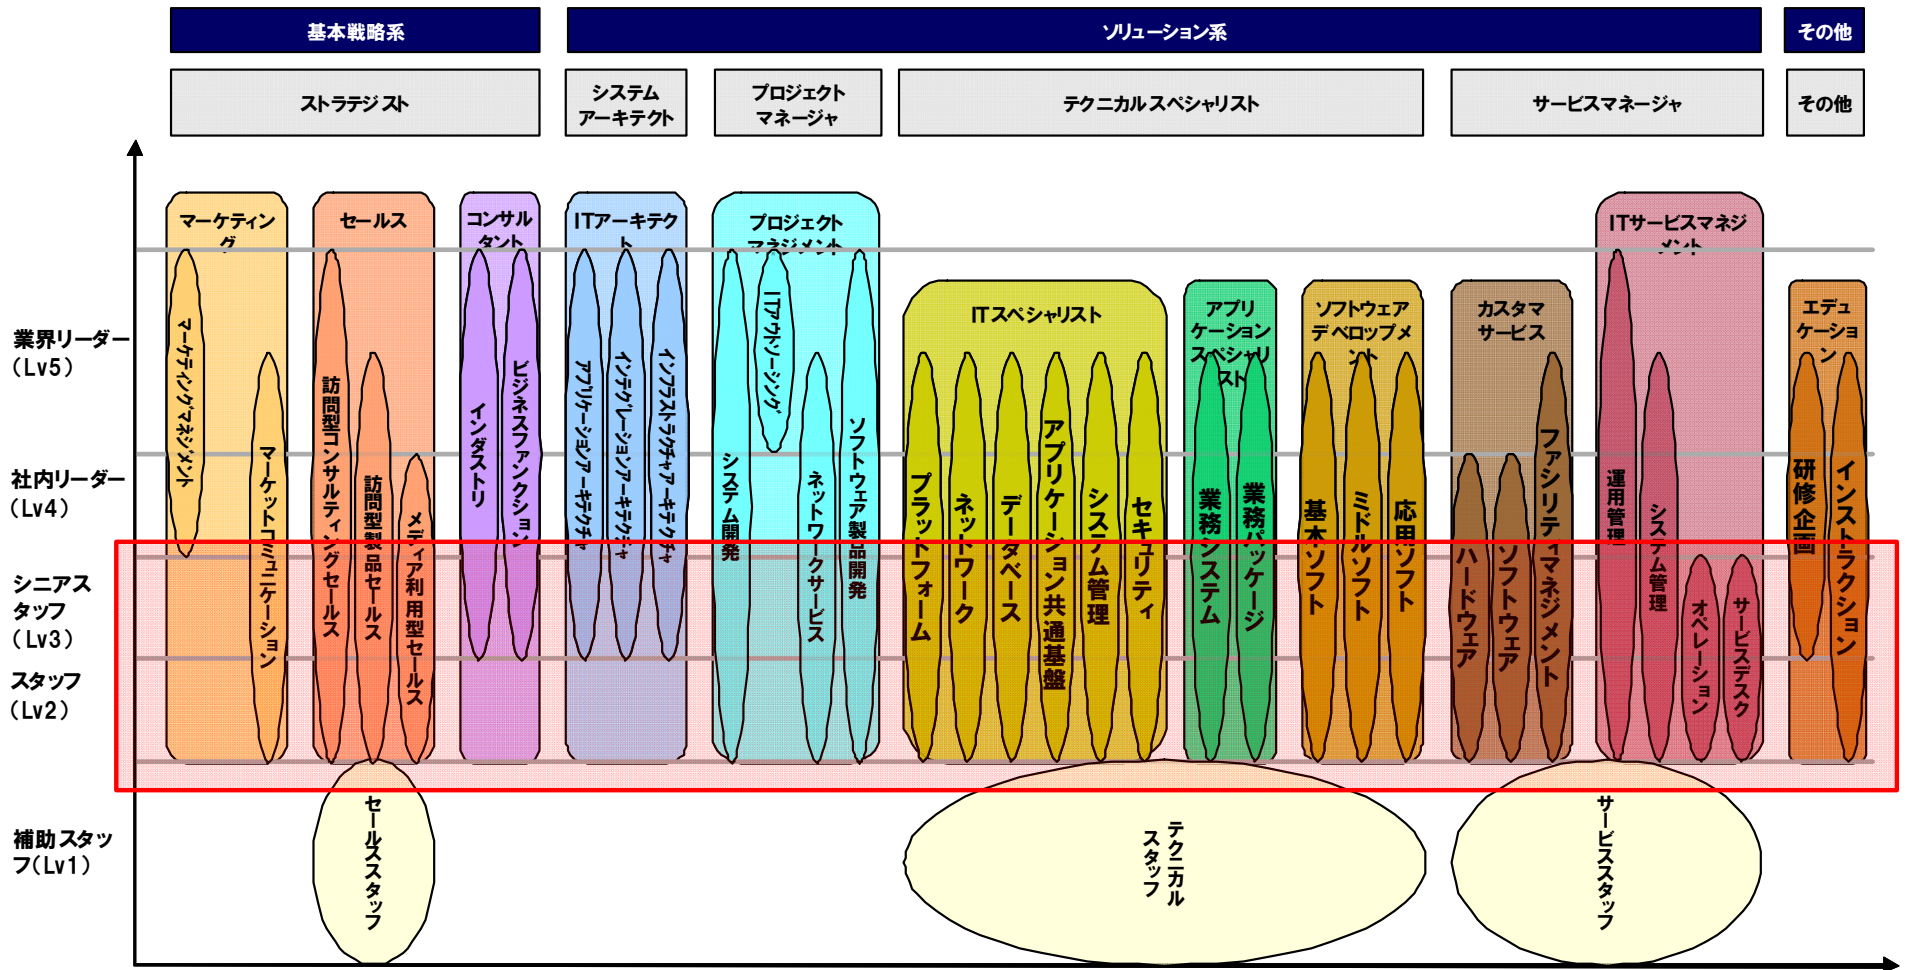 基本戦略系
ソリューション系
その他
ストラテジスト
システム
アーキテクト
プロジェクト
マネージャ
テクニカルスペシャリスト
サービスマネージャ
その他
マーケティン
グ
セールス
コンサル
タント
ITアーキテク
ト
プロジェクト
マネジメント
ITスペシャリスト
アプリ
ケーション
スペシャリ
スト
ソフトウェア
デベロップメ
ント
カスタマ
サービス
ITサービスマネジ
メント
エデュ
ケーショ
ン
業界リーダー
(Lv5)
社内リーダー
(Lv4)
シニアス
タッフ
(Lv3)
スタッフ
(Lv2)
補助スタッ
フ(Lv1)
マーケティングマネジメント
マーケットコミュニケーション
訪問型コンサルティングセールス
訪問型製品セールス
メディア利用型セールス
インダストリ
ビジネスファンクション
アプリケーションアーキテクチャ
インテグレーションアーキテクチャ
インフラストラクチャアーキテクチャ
システム開発
ITアウトソーシング
ネットワークサービス
ソフトウェア製品開発
プラットフォーム
ネットワーク
データベース
アプリケーション共通基盤
システム管理
セキュリティ
業務システム
業務パッケージ
基本ソフト
ミドルソフト
応用ソフト
ハードウェア
ソフトウェア
ファシリティマネジメント
運用管理
システム管理
オペレーション
サービスデスク
研修企画
インストラクション
セールススタッフ
テクニカル
スタッフ
サービススタッフ